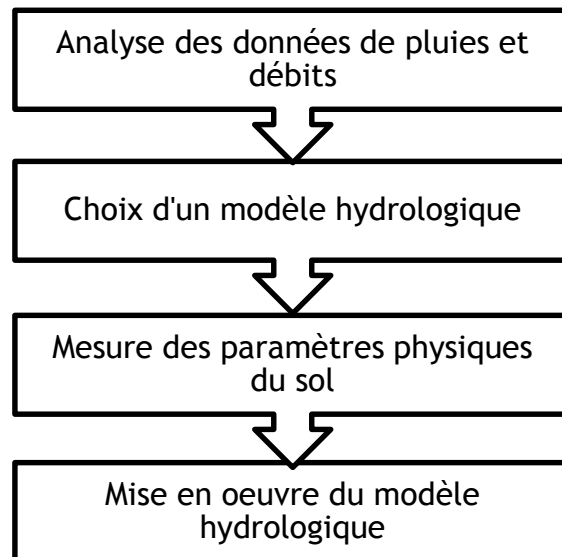 Analyse des données de pluies et
débits
Choix d'un modèle hydrologique
Mesure des paramètres physiques
du sol
Mise en oeuvre du modèle
hydrologique